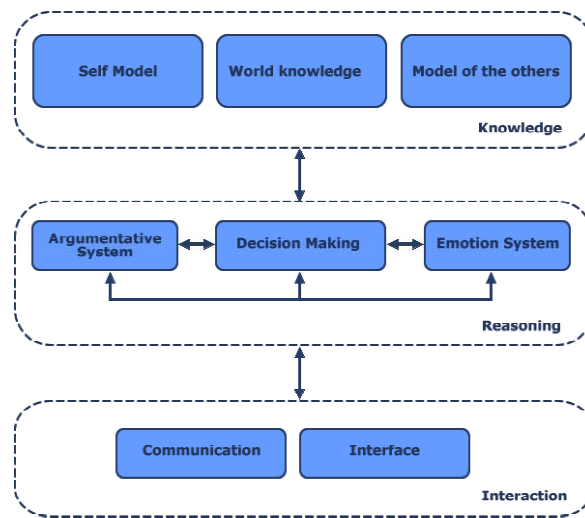 Self Model
World knowledge
Model of the others
Knowledge
Argumentative
System
Decision Making
Emotion System
Reasoning
Communication
Interface
Interaction